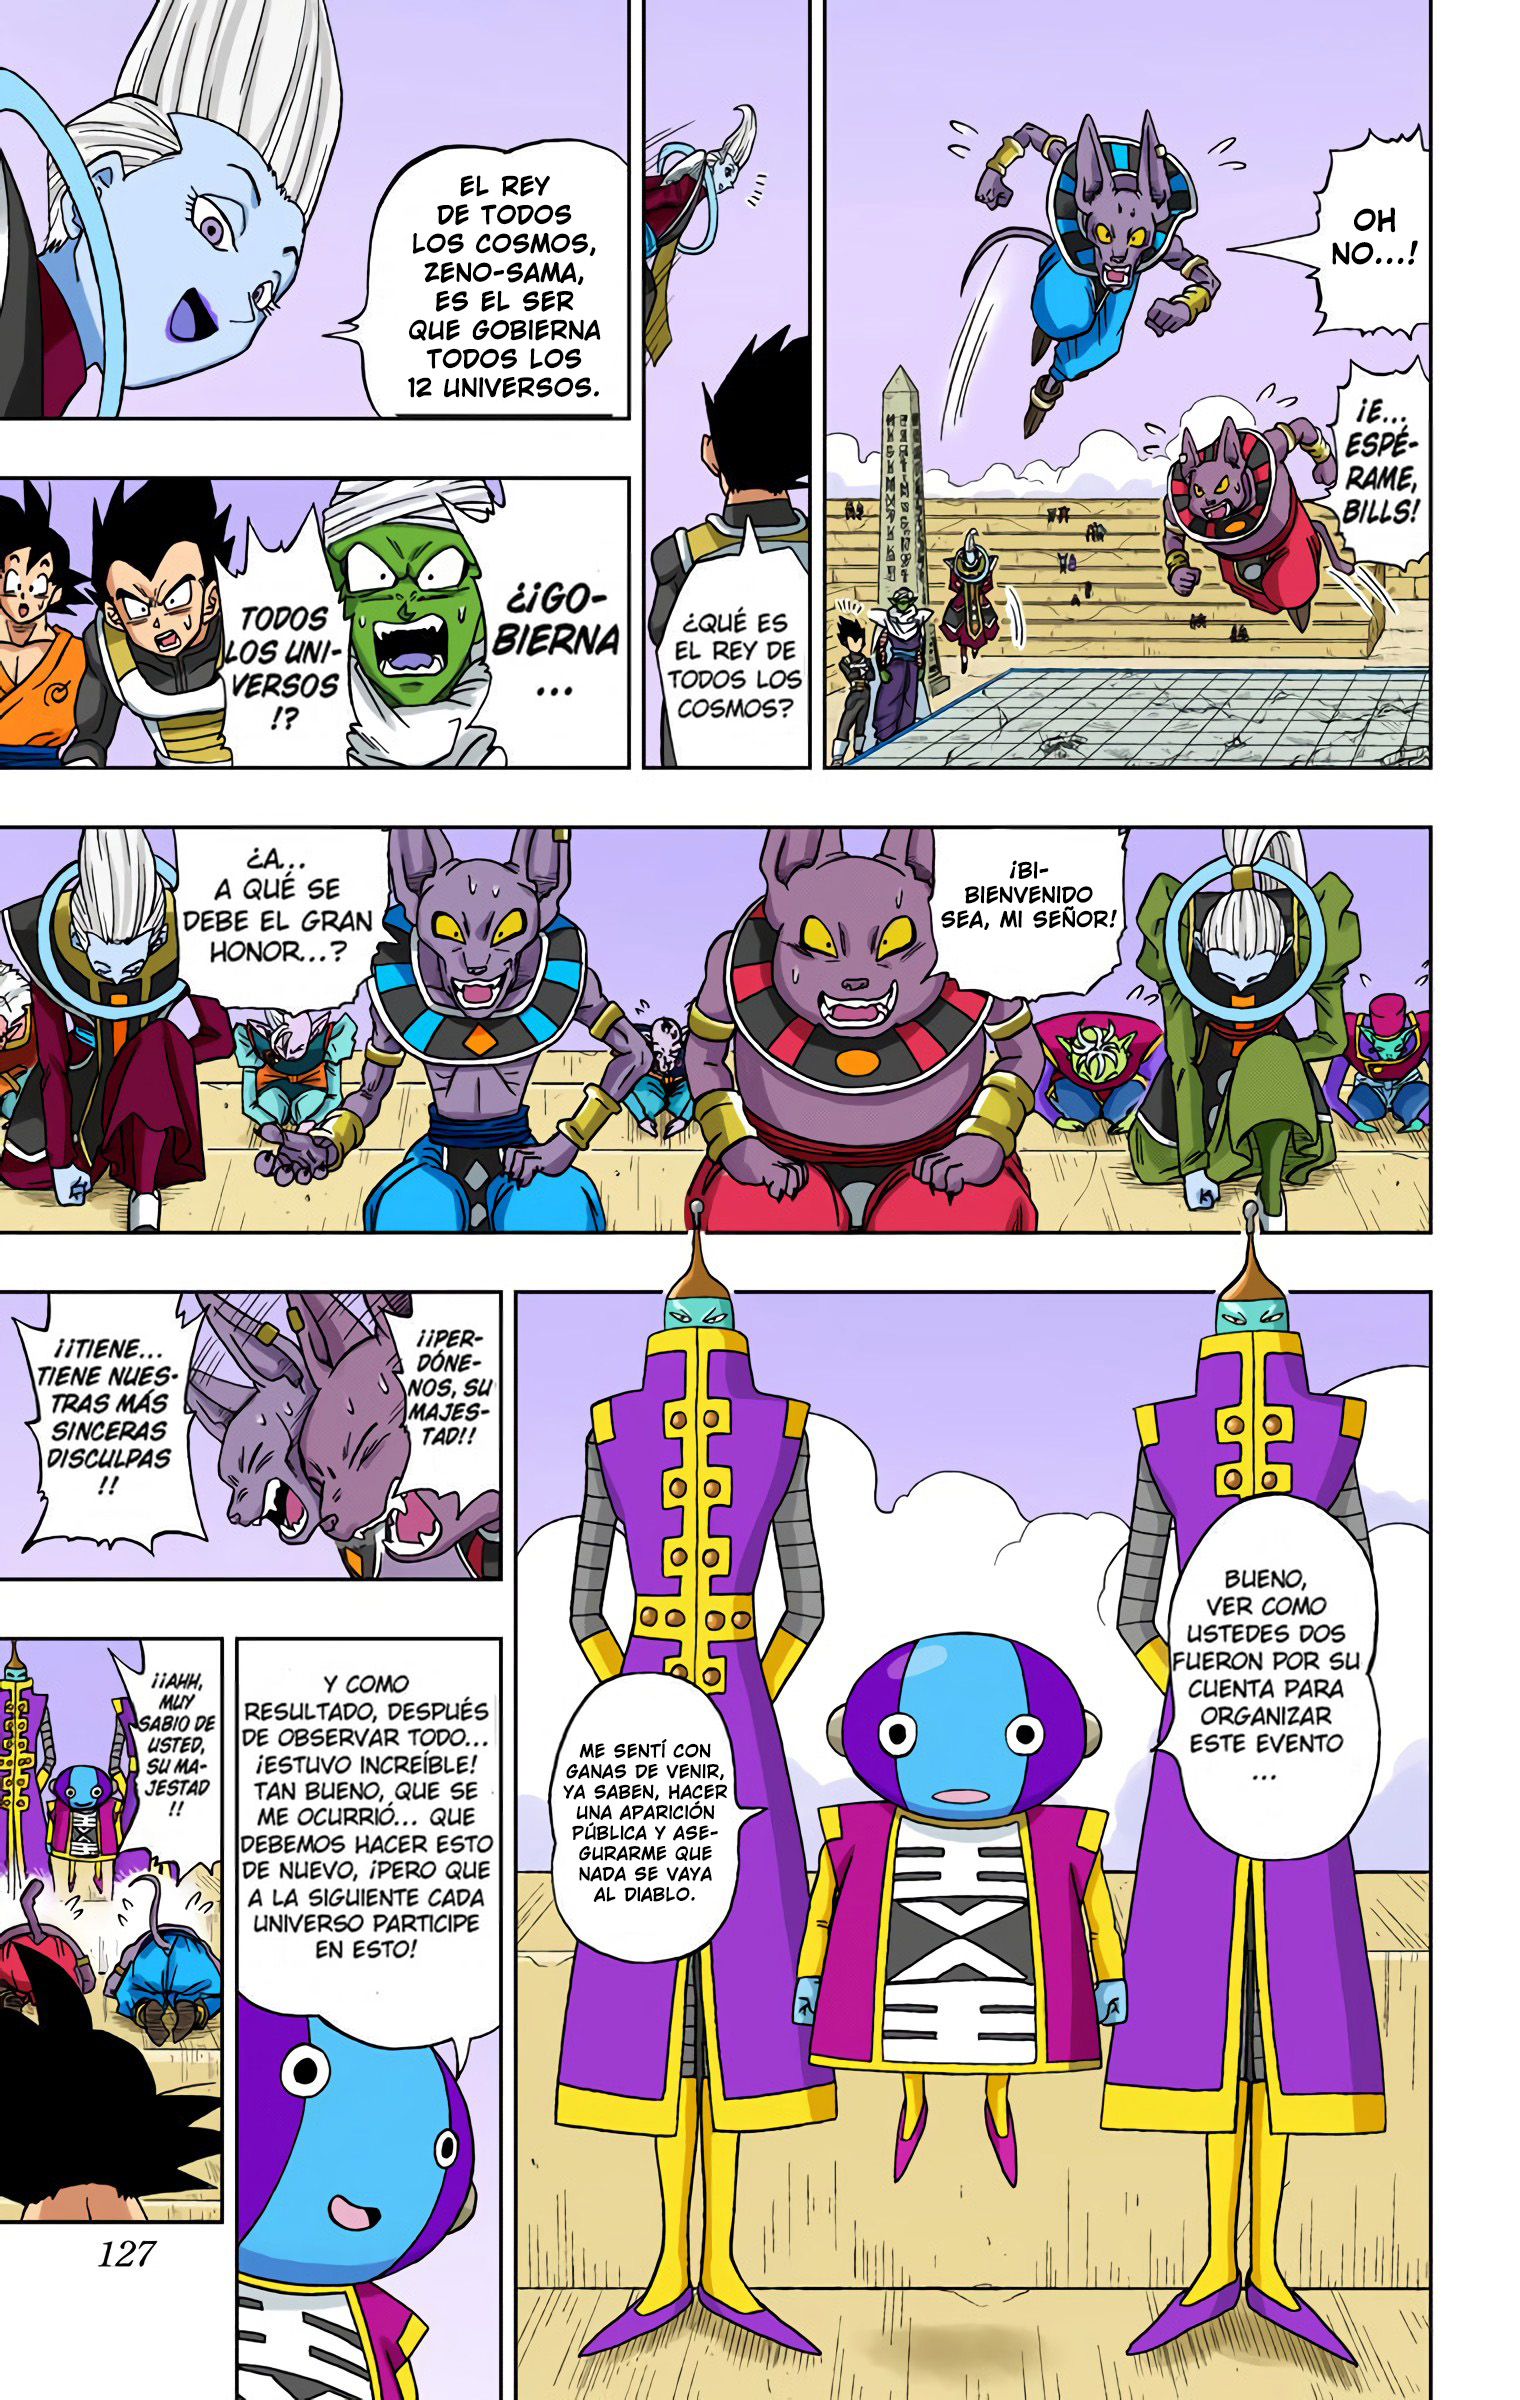 OH
NO...!
¡E...
ESPÉ-
RAME,
BILLS!
¿QUÉ ES
EL REY DE
TODOS LOS
COSMOS?
EL REY
DE TODOS
LOS COSMOS,
ZENO-SAMA,
ES EL SER
QUE GOBIERNA
TODOS LOS
12 UNIVERSOS.
¿¡GO-
BIERNA
...
TODOS
LOS UNI-
VERSOS
!?
¡BI-
BIENVENIDO
SEA, MI SEÑOR!
¿A...
A QUÉ SE
DEBE EL GRAN
HONOR...?
BUENO,
VER COMO
USTEDES DOS
FUERON POR SU
CUENTA PARA
ORGANIZAR
ESTE EVENTO
...
ME SENTÍ CON
GANAS DE VENIR,
YA SABEN, HACER
UNA APARICIÓN
PÚBLICA Y ASE-
GURARME QUE
NADA SE VAYA
AL DIABLO.
¡¡PER-
DÓNE-
NOS, SU
MAJES-
TAD!!
¡¡TIENE...
TIENE NUES-
TRAS MÁS
SINCERAS
DISCULPAS
!!
Y COMO
RESULTADO, DESPUÉS
DE OBSERVAR TODO...
¡ESTUVO INCREÍBLE!
TAN BUENO, QUE SE
ME OCURRIÓ... QUE
DEBEMOS HACER ESTO
DE NUEVO, ¡PERO QUE
A LA SIGUIENTE CADA
UNIVERSO PARTICIPE
EN ESTO!
¡¡AHH,
MUY
SABIO DE
USTED,
SU MA-
JESTAD
!!
127